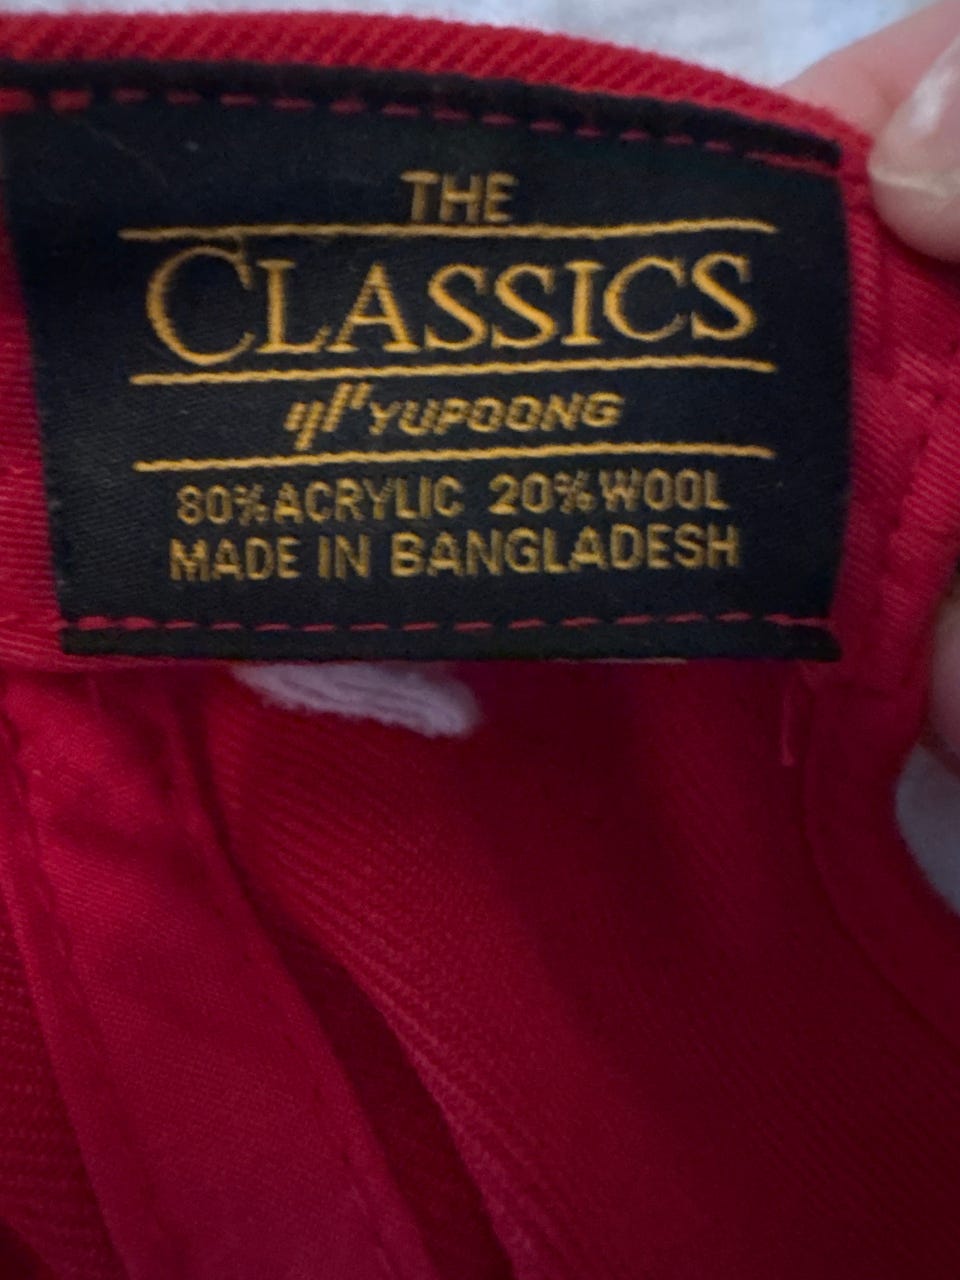 THE
CLASSICS
YUPOONG
80% ACRYLIC 20% WOOL
MADE IN BANGLADESH